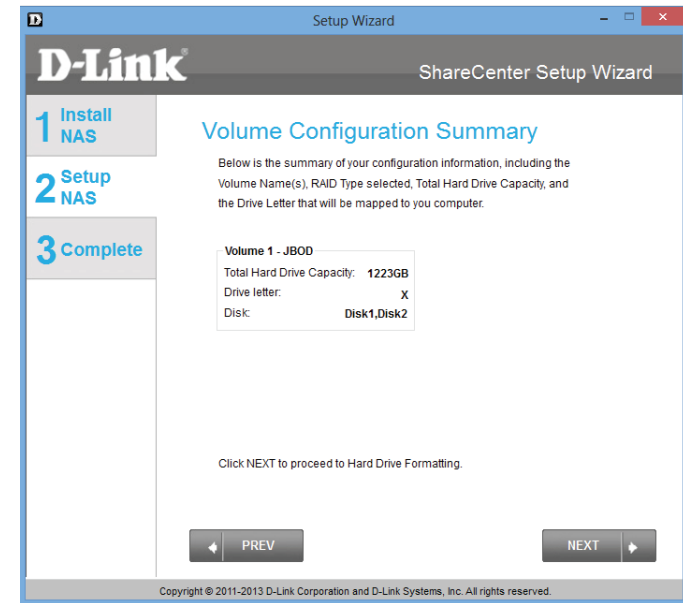 Setup Wizard
D-Link®
ShareCenter Setup Wizard
1 Install
NAS
2 Setup
NAS
3 Complete
Volume Configuration Summary
Below is the summary of your configuration information, including the
Volume Name(s), RAID Type selected, Total Hard Drive Capacity, and
the Drive Letter that will be mapped to you computer.
Volume 1 - JBOD
Total Hard Drive Capacity: 1223GB
Drive letter: X
Disk: Disk1,Disk2
Click NEXT to proceed to Hard Drive Formatting.
PREV
NEXT
Copyright © 2011-2013 D-Link Corporation and D-Link Systems, Inc. All rights reserved.